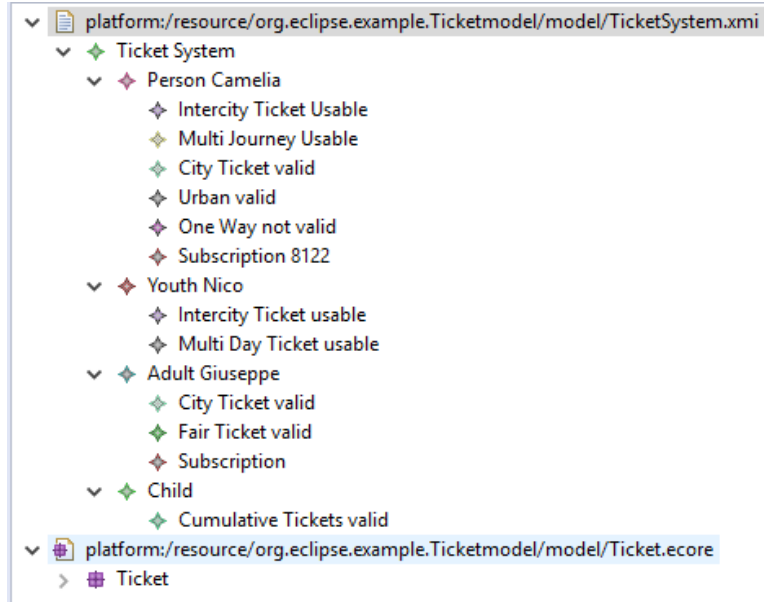 platform:/resource/org.eclipse.example.Ticketmodel/model/TicketSystem.xmi
Ticket System
Person Camelia
Intercity Ticket Usable
Multi Journey Usable
City Ticket valid
Urban valid
One Way not valid
Subscription 8122
Youth Nico
Intercity Ticket usable
Multi Day Ticket usable
Adult Giuseppe
City Ticket valid
Fair Ticket valid
Subscription
Child
Cumulative Tickets valid
platform:/resource/org.eclipse.example.Ticketmodel/model/Ticket.ecore
Ticket